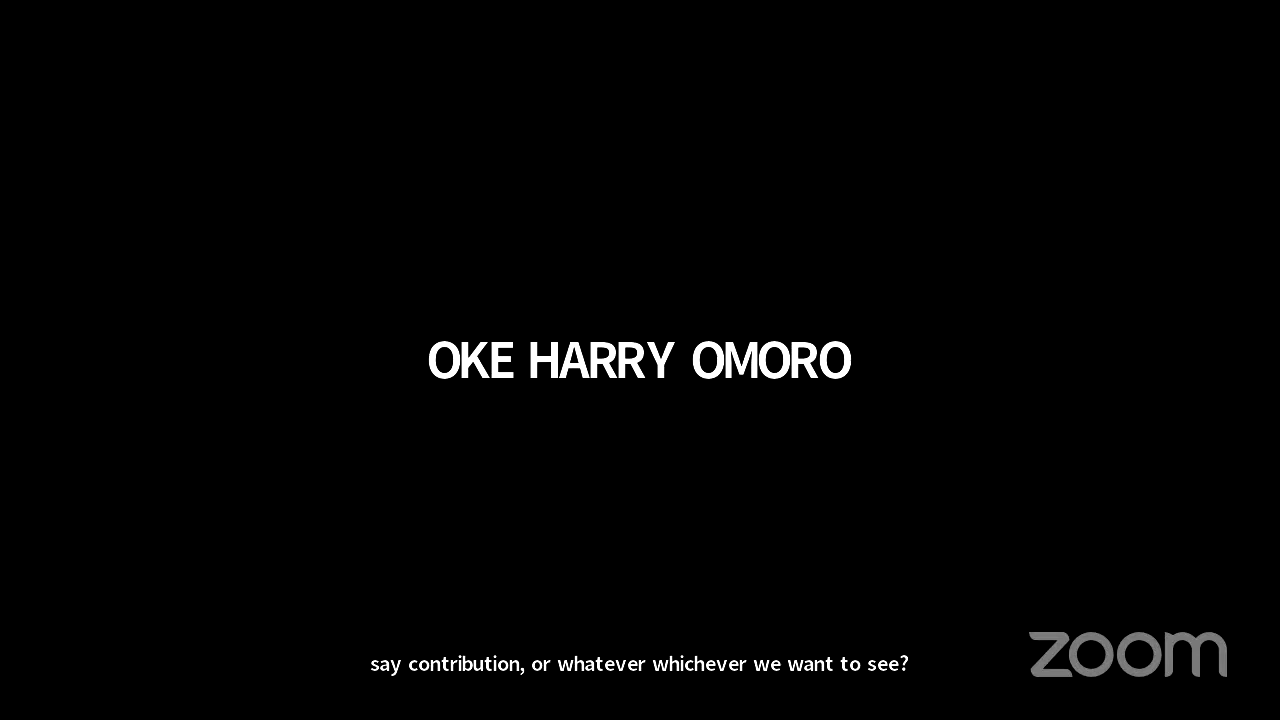 OKE HARRY OMORO
say contribution, or whatever whichever we want to see?
zoom